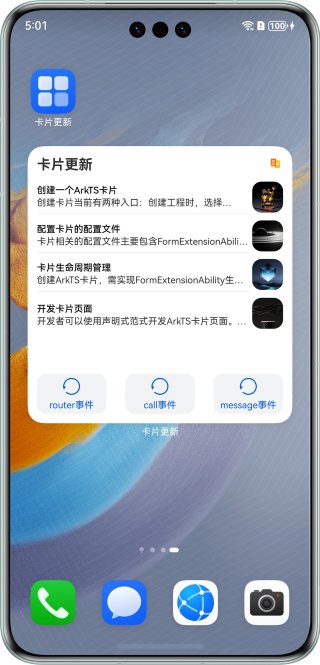 5:01
100
卡片更新
卡片更新
创建一个ArkTS卡片
创建卡片当前有两种入口：创建工程时，选择...
配置卡片的配置文件
卡片相关的配置文件主要包含FormExtensionAbili...
卡片生命周期管理
创建ArkTS卡片，需实现FormExtensionAbility生...
开发卡片页面
开发者可以使用声明式范式开发ArkTS卡片页面。...
router事件
call事件
message事件
卡片更新